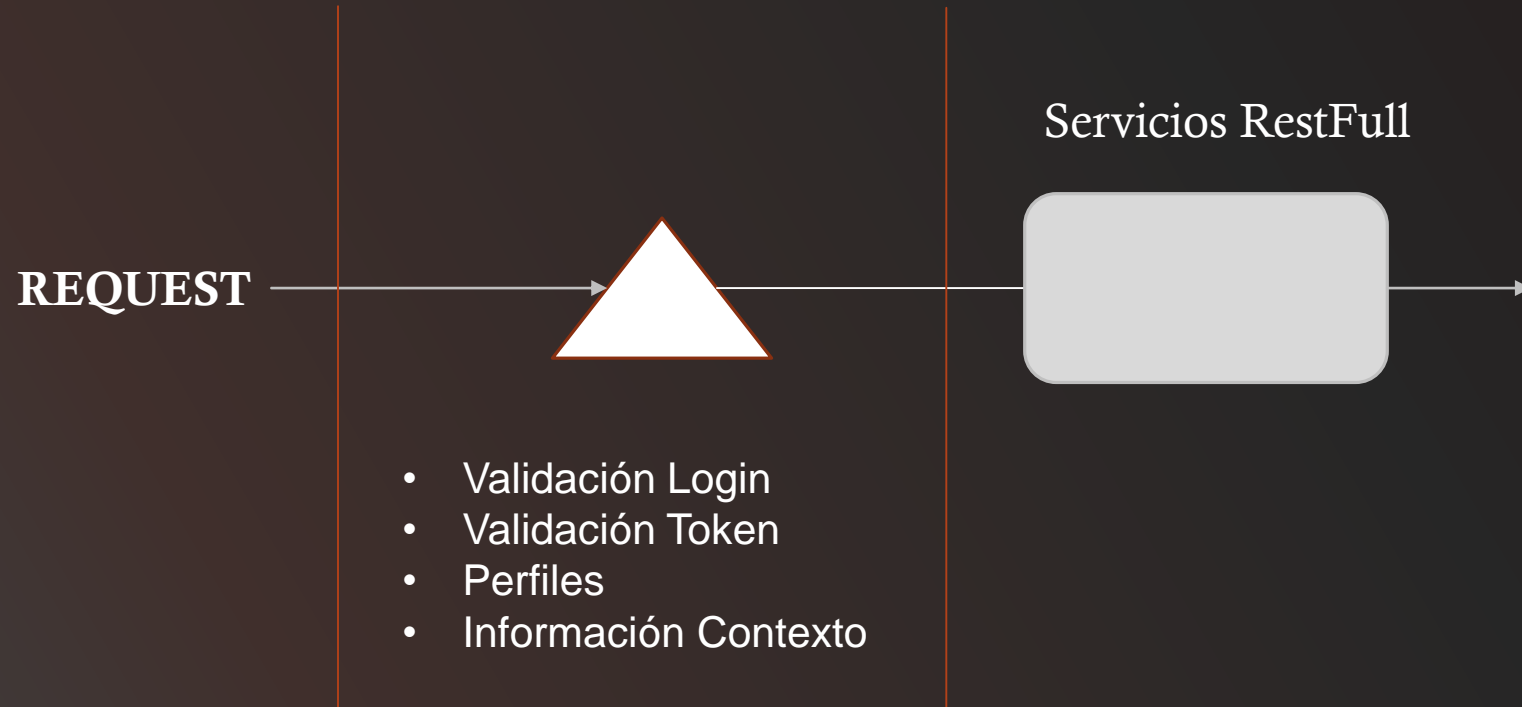 Servicios RestFull
REQUEST
• Validación Login
• Validación Token
• Perfiles
• Información Contexto